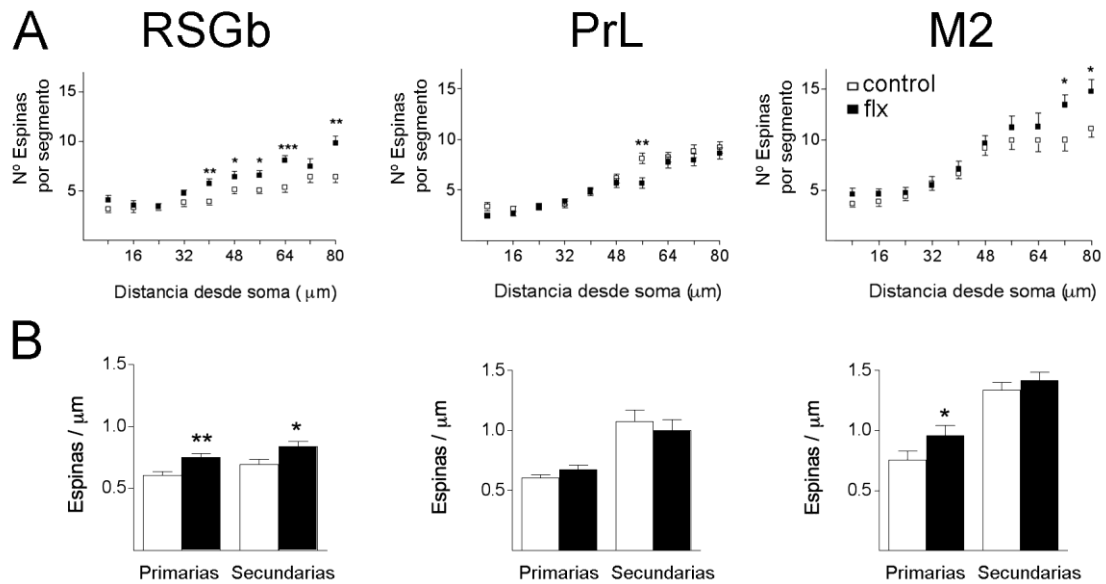 A
RSGb
PrL
M2
Nº Espinas
por segmento
15
10
5
**
*
*
***
**
16
32
48
64
80
Distancia desde soma ( μm)
Nº Espinas
por segmento
15
10
5
**
16
32
48
64
80
Distancia desde soma (μm)
Nº Espinas
por segmento
15
10
5
control
flx
*
*
16
32
48
64
80
Distancia desde soma (μm)
B
Espinas / μm
1.5
1.0
0.5
**
*
Primarias
Secundarias
Espinas / μm
1.5
1.0
0.5
Primarias
Secundarias
Espinas / μm
1.5
1.0
0.5
*
Primarias
Secundarias